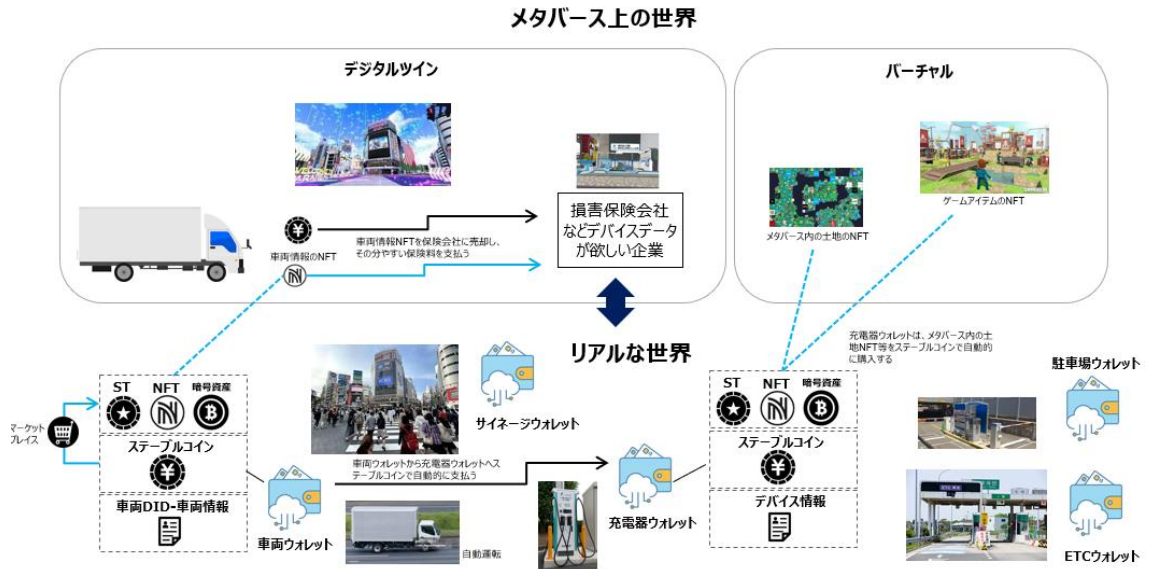 メタバース上の世界
デジタルツイン
バーチャル
車両情報NFTを保険会社に売却し、
その分やすい保険料を支払う
車両情報のNFT
損害保険会社
などデバイスデータ
が欲しい企業
メタバース内の土地のNFT
ゲームアイテムのNFT
リアルな世界
充電器ウォレットは、メタバース内の土
地NFT等をステーブルコインで自動的
に購入する
マーケット
プレイス
ST
NFT
暗号資産
ステーブルコイン
車両DID-車両情報
車両ウォレット
サイネージウォレット
車両ウォレットから充電器ウォレットへス
テーブルコインで自動的に支払う
自動運転
充電器ウォレット
ST
NFT
暗号資産
ステーブルコイン
デバイス情報
駐車場ウォレット
ETCウォレット